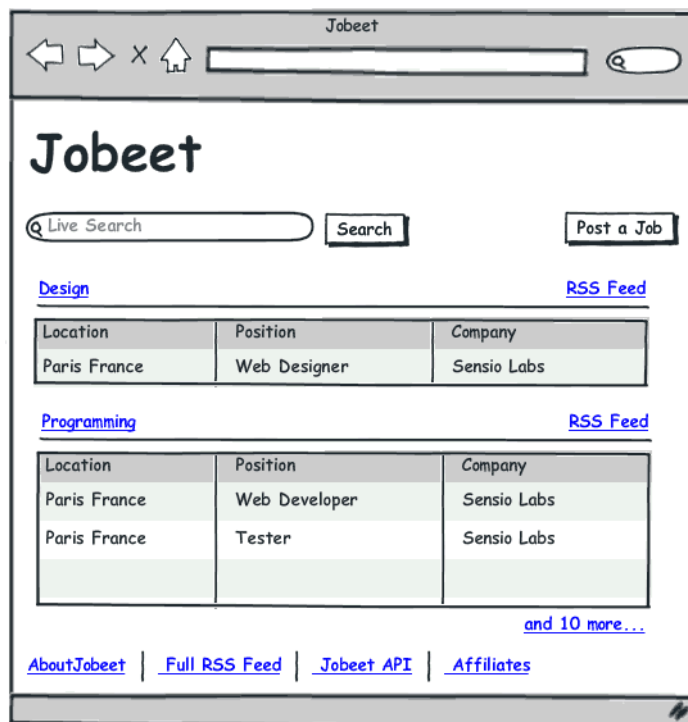 Jobeet
X
Jobeet
Live Search Search Post a Job
Design RSS Feed
Location Position Company
Paris France Web Designer Sensio Labs
Programming RSS Feed
Location Position Company
Paris France Web Developer Sensio Labs
Paris France Tester Sensio Labs
and 10 more...
AboutJobeet Full RSS Feed Jobeet API Affiliates